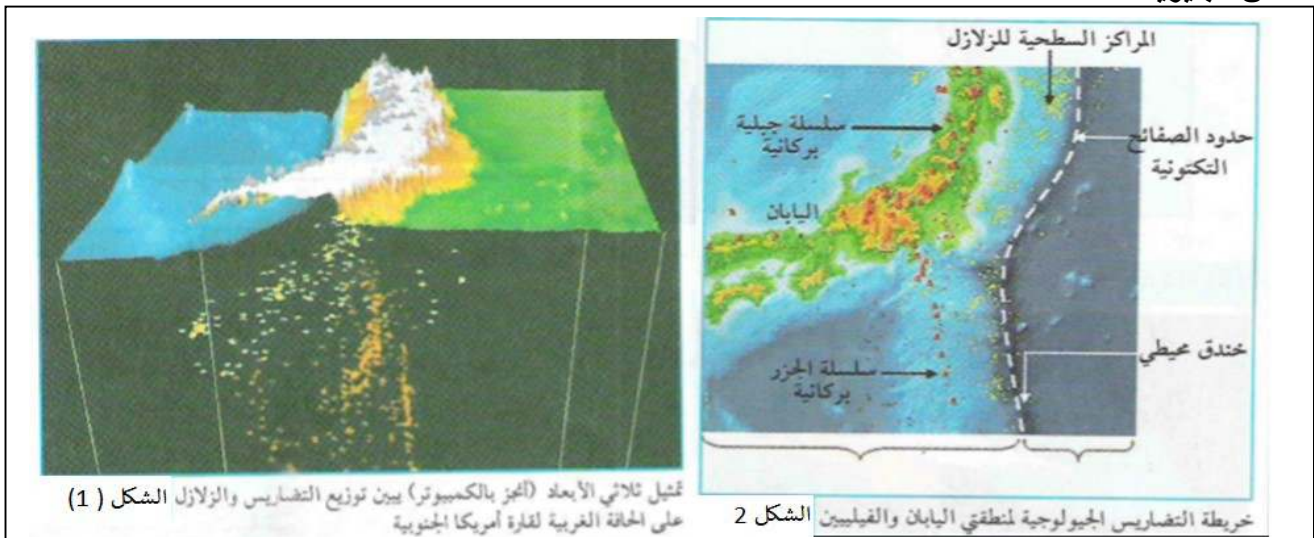 المراكز السطحية للزلازل
سلسلة جبلية
بركانية
حدود الصفائح
التكتونية
اليابان
خندق محيطي
سلسلة الجزر
بركانية
تمثيل ثلاثي الأبعاد (أنجز بالكمبيوتر) يبين توزيع التضاريس والزلازل الشكل (1)
على الحافة الغربية لقارة أمريكا الجنوبية
خريطة التضاريس الجيولوجية لمنطقتي اليابان والفيليبين الشكل 2